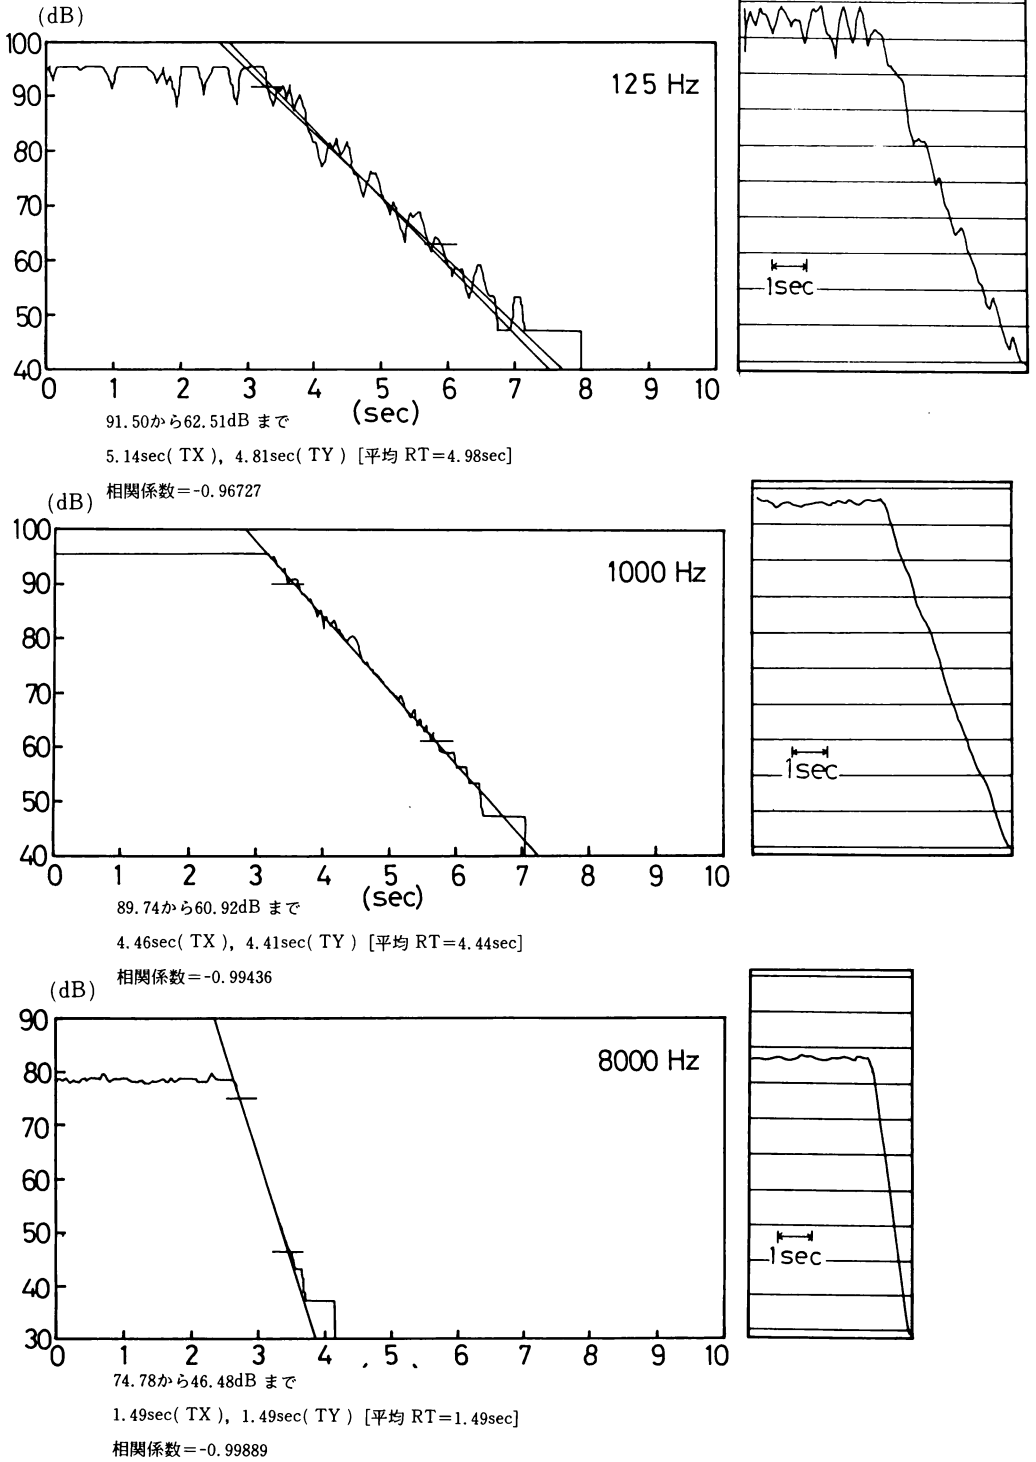 (dB)
100
90
80
70
60
50
40
125 Hz
0 1 2 3 4 5 6 7 8 9 10
(sec)
1sec
91.50から62.51dB まで
5.14sec( TX ), 4.81sec( TY ) [平均 RT=4.98sec]
相関係数=-0.96727
(dB)
100
90
80
70
60
50
40
1000 Hz
0 1 2 3 4 5 6 7 8 9 10
(sec)
1sec
89.74から60.92dB まで
4.46sec( TX ), 4.41sec( TY ) [平均 RT=4.44sec]
相関係数=-0.99436
(dB)
90
80
70
60
50
40
30
8000 Hz
0 1 2 3 4 5 6 7 8 9 10
1sec
74.78から46.48dB まで
1.49sec( TX ), 1.49sec( TY ) [平均 RT=1.49sec]
相関係数=-0.99889